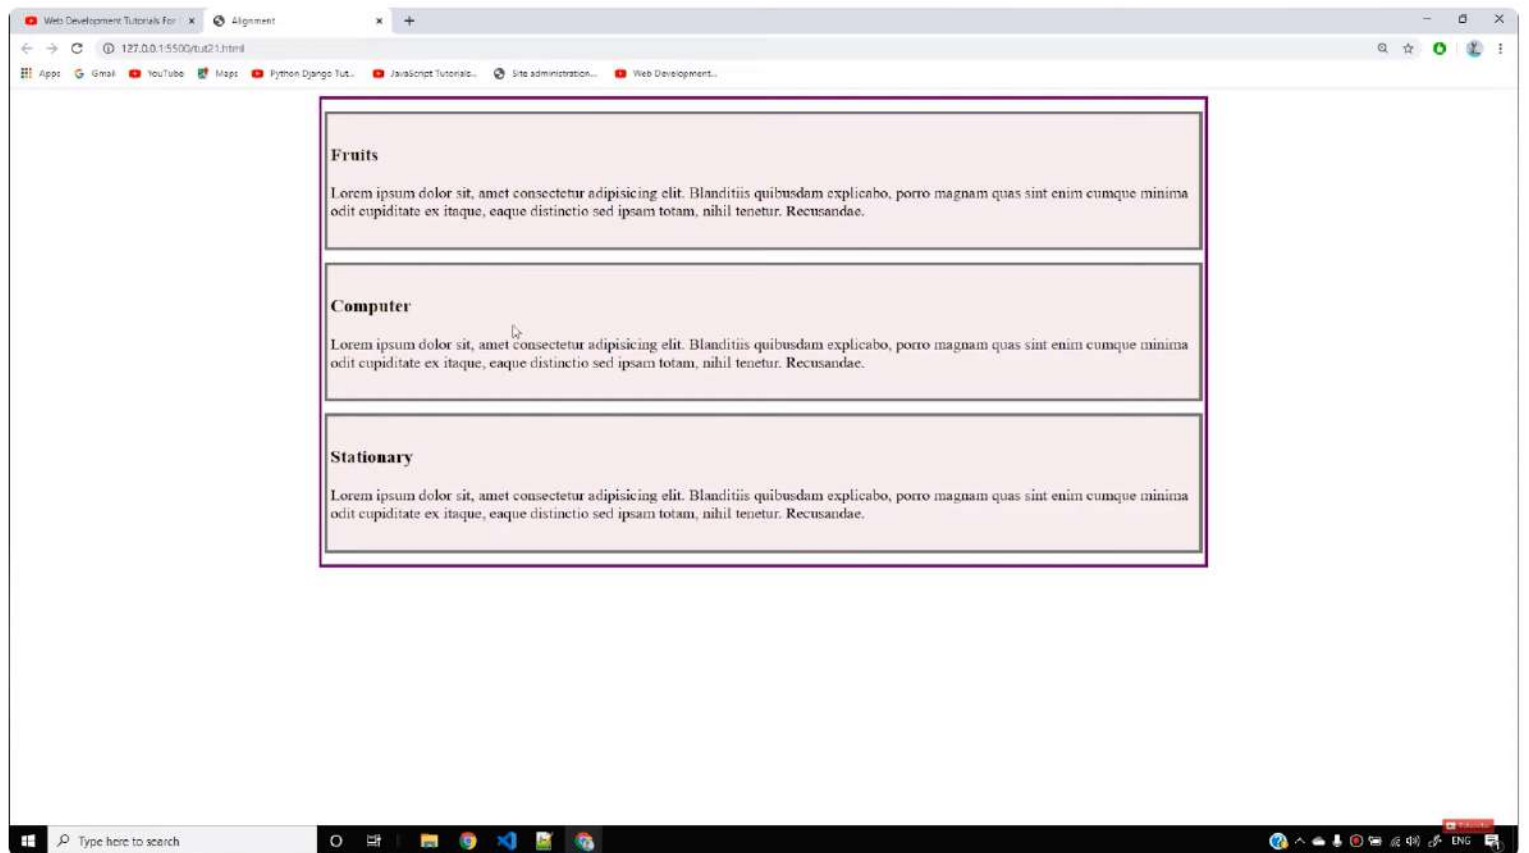 Web Development Tutorials For
Alignment
127.0.0.1:5500/tut21.html
Apps Gmail YouTube Maps Python Django Tut... JavaScript Tutorials... Site administration... Web Development...
Fruits
Lorem ipsum dolor sit, amet consectetur adipisicing elit. Blanditiis quibusdam explicabo, porro magnam quas sint enim cumque minima
odit cupiditate ex itaque, eaque distinctio sed ipsam totam, nihil tenetur. Recusandae.
Computer
Lorem ipsum dolor sit, amet consectetur adipisicing elit. Blanditiis quibusdam explicabo, porro magnam quas sint enim cumque minima
odit cupiditate ex itaque, eaque distinctio sed ipsam totam, nihil tenetur. Recusandae.
Stationary
Lorem ipsum dolor sit, amet consectetur adipisicing elit. Blanditiis quibusdam explicabo, porro magnam quas sint enim cumque minima
odit cupiditate ex itaque, eaque distinctio sed ipsam totam, nihil tenetur. Recusandae.
Type here to search
ENG